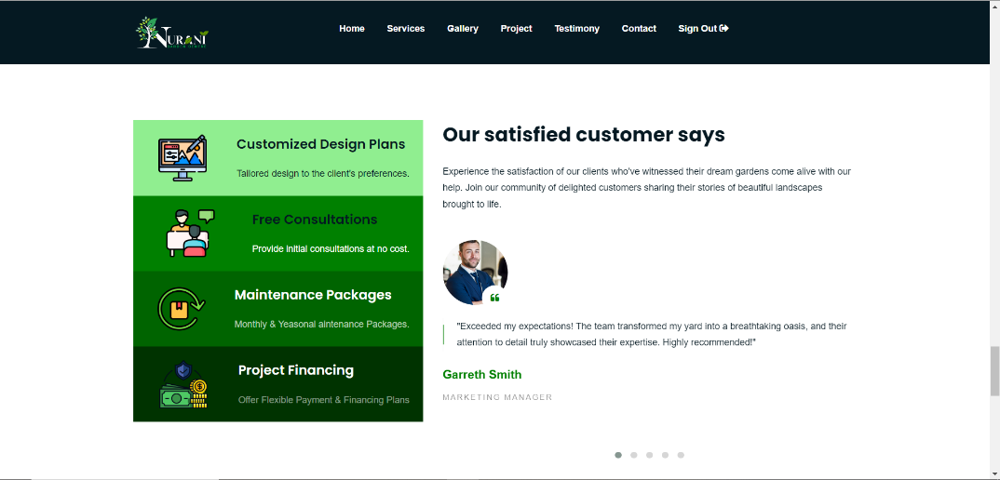 NURANI
Home Services Gallery Project Testimony Contact Sign Out
Customized Design Plans
Tailored design to the client's preferences.
Free Consultations
Provide initial consultations at no cost.
Maintenance Packages
Monthly & Yeasonal aintenance Packages.
Project Financing
Offer Flexible Payment & Financing Plans
Our satisfied customer says
Experience the satisfaction of our clients who've witnessed their dream gardens come alive with our
help. Join our community of delighted customers sharing their stories of beautiful landscapes
brought to life.
"Exceeded my expectations! The team transformed my yard into a breathtaking oasis, and their
attention to detail truly showcased their expertise. Highly recommended!"
Garreth Smith
MARKETING MANAGER